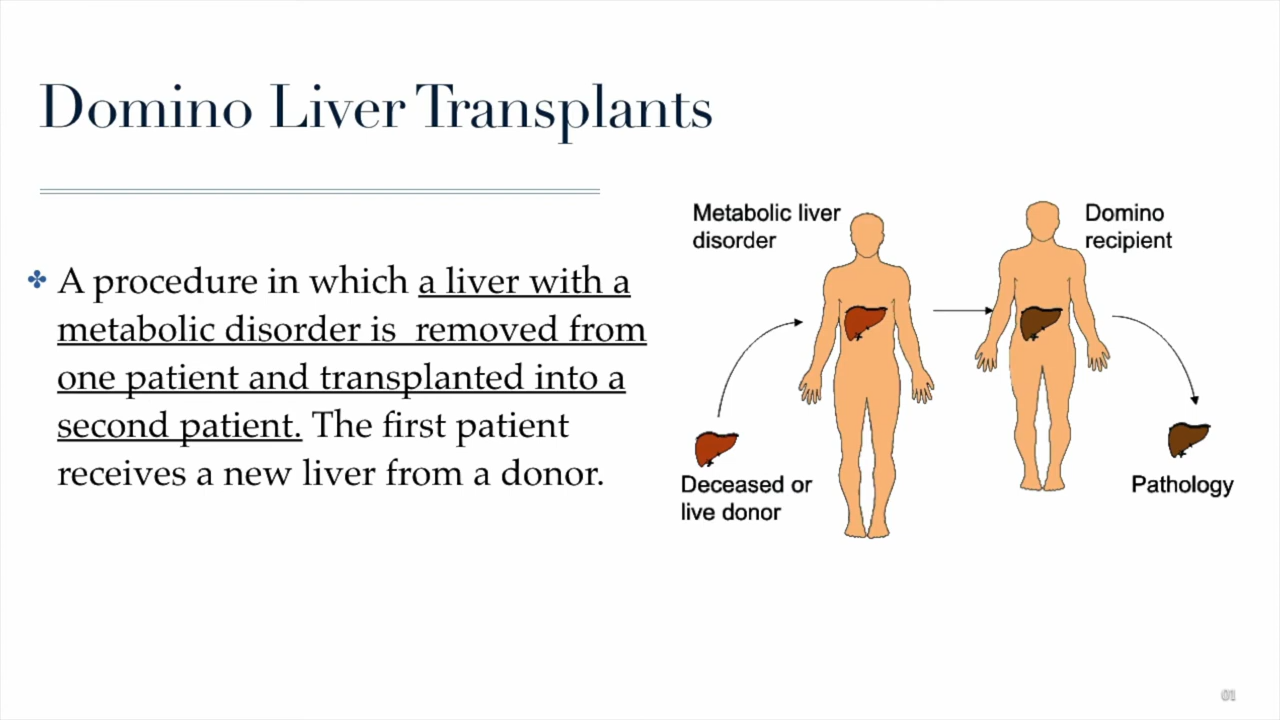 Domino Liver Transplants
A procedure in which a liver with a
metabolic disorder is  removed from
one patient and transplanted into a
second patient. The first patient
receives a new liver from a donor.
Metabolic liver
disorder
Domino
recipient
Deceased or
live donor
Pathology
01